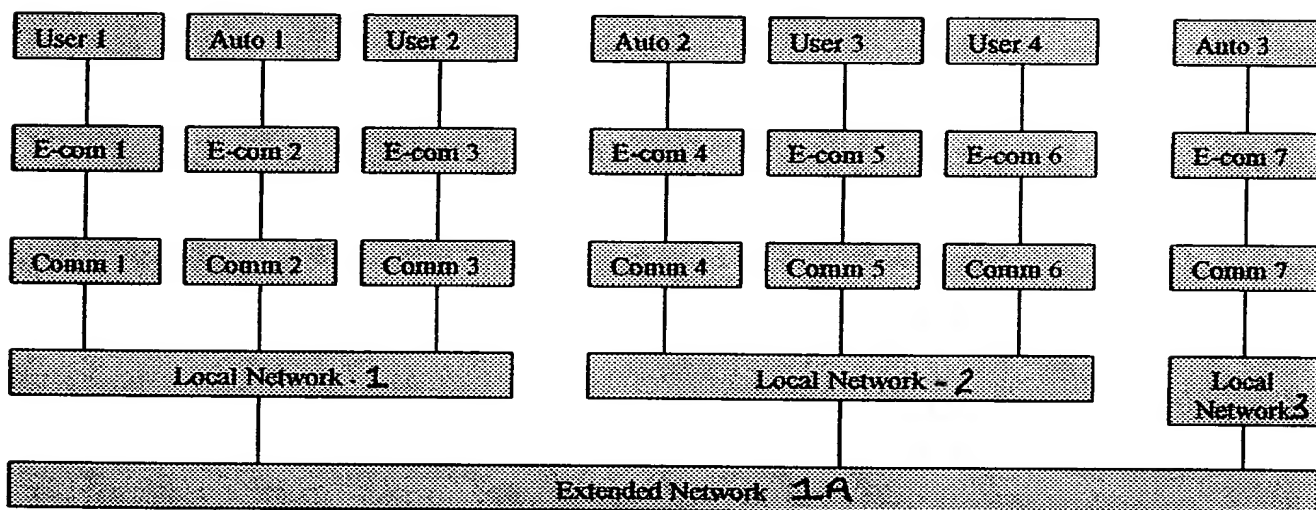 User 1 Auto 1 User 2 Auto 2 User 3 User 4 Auto 3
E-com 1 E-com 2 E-com 3 E-com 4 E-com 5 E-com 6 E-com 7
Comm 1 Comm 2 Comm 3 Comm 4 Comm 5 Comm 6 Comm 7
Local Network - 1 Local Network - 2 Local
Network 3
Extended Network 1A